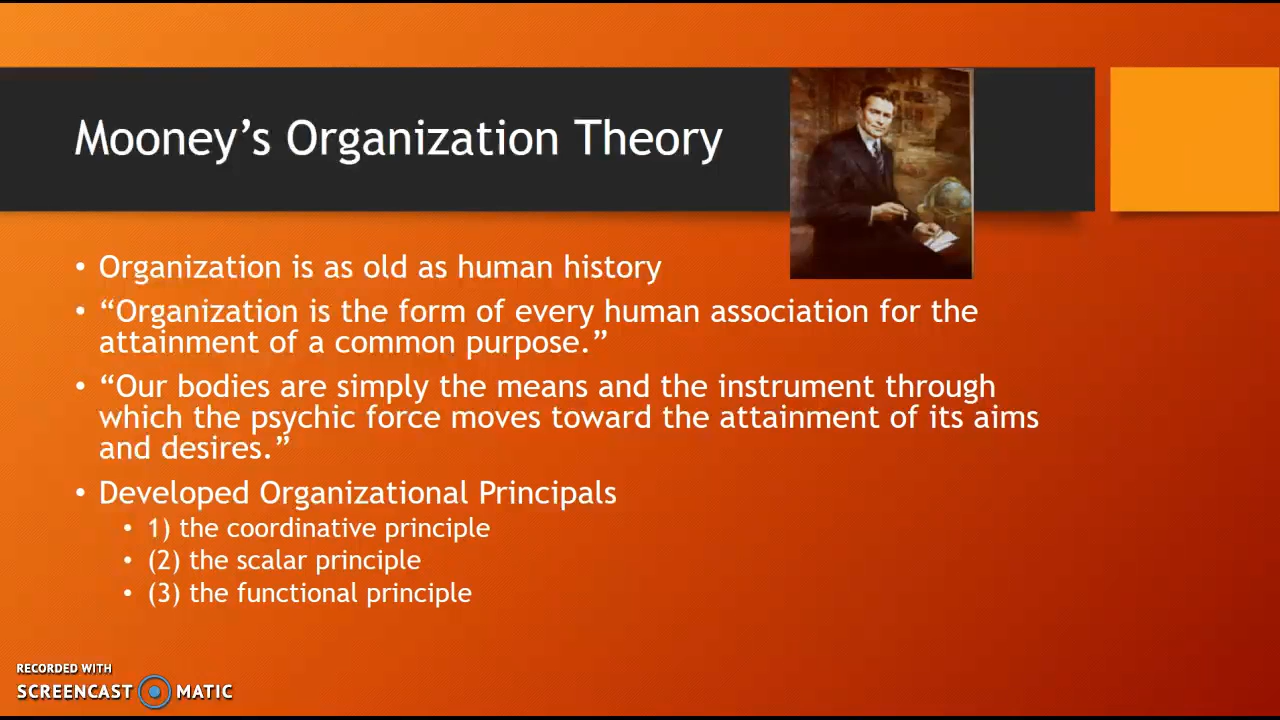 Mooney’s Organization Theory
• Organization is as old as human history
• “Organization is the form of every human association for the
attainment of a common purpose.”
• “Our bodies are simply the means and the instrument through
which the psychic force moves toward the attainment of its aims
and desires.”
• Developed Organizational Principals
• 1) the coordinative principle
• (2) the scalar principle
• (3) the functional principle
RECORDED WITH
SCREENCAST MATIC